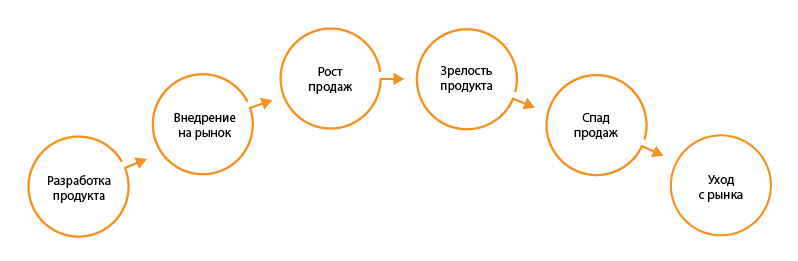 Разработка
продукта
Внедрение
на рынок
Рост
продаж
Зрелость
продукта
Спад
продаж
Уход
с рынка